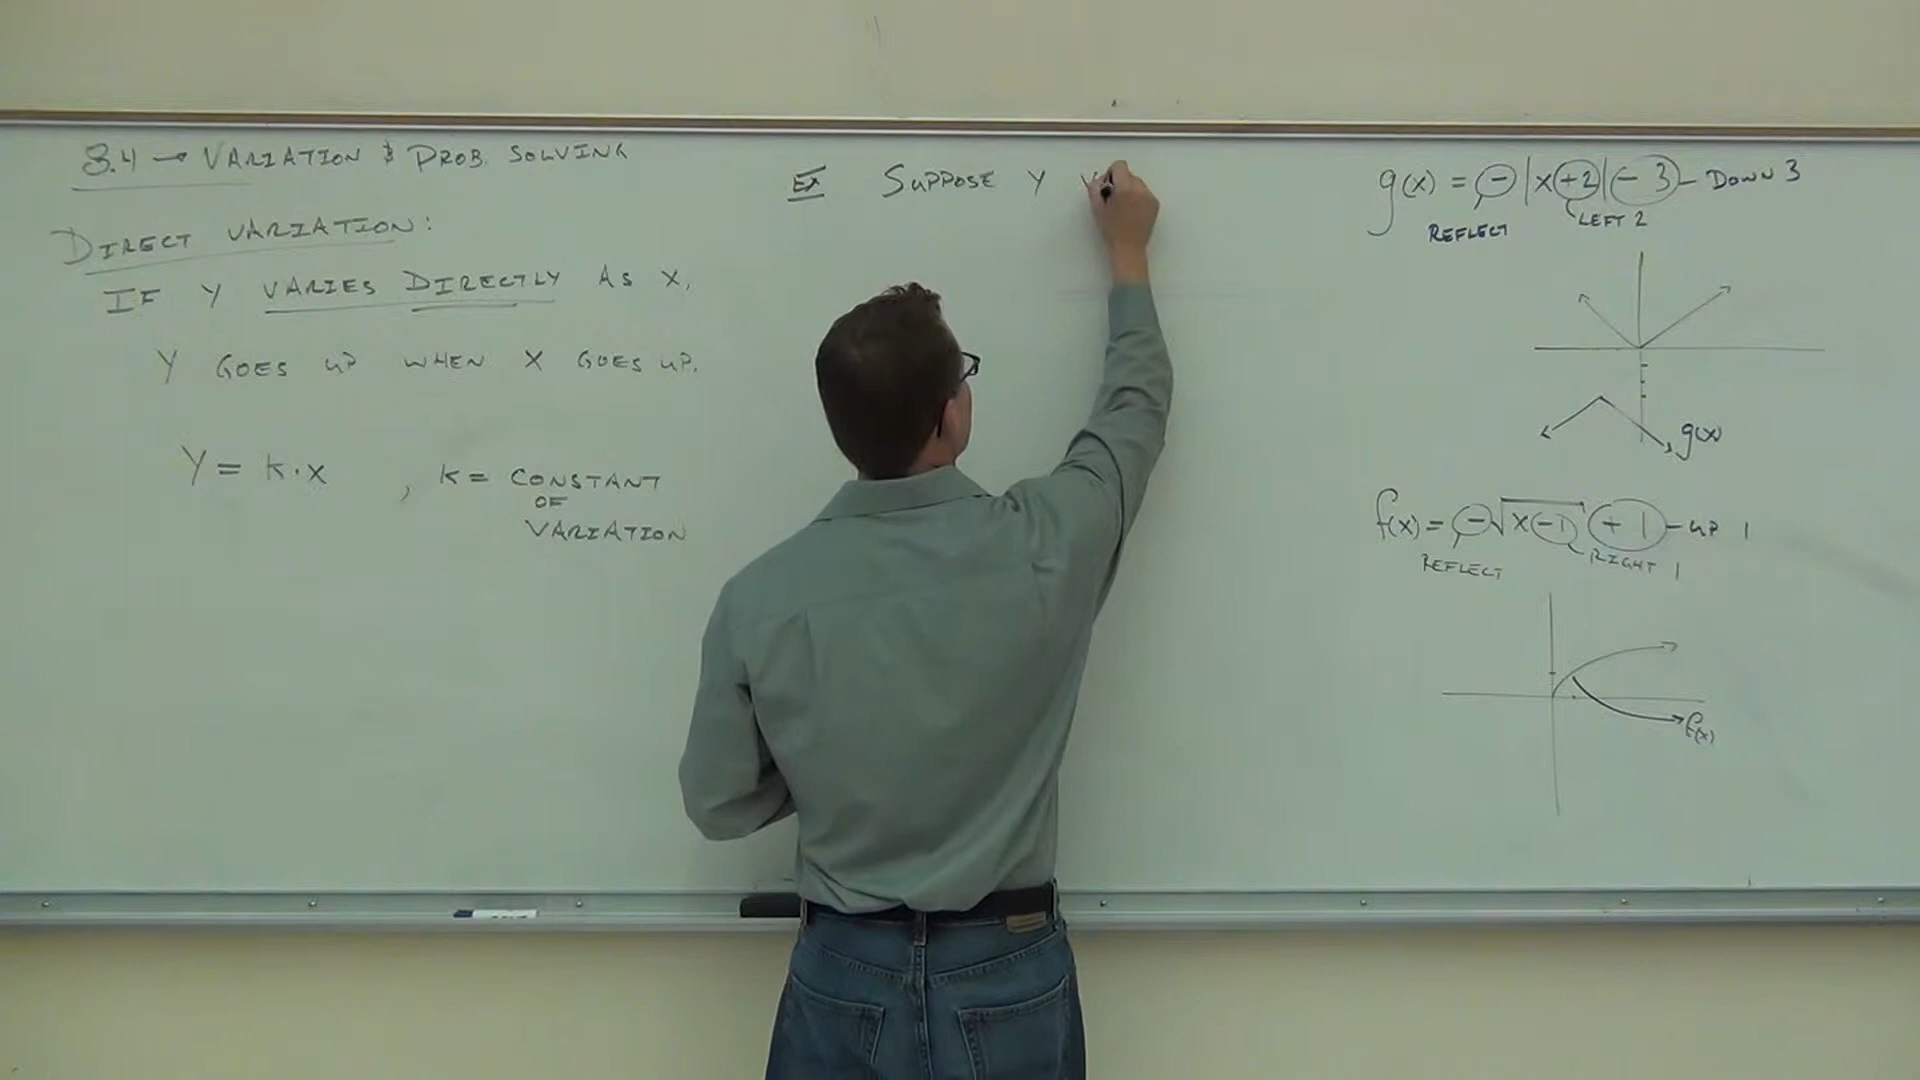 8.4 → VARIATION & PROB. SOLVING
DIRECT VARIATION:
IF Y VARIES DIRECTLY AS X,
Y GOES UP WHEN X GOES UP.
Y = K·X , K = CONSTANT
OF
VARIATION
EX SUPPOSE Y V
g(x) = -|x+2|-3 DOWN 3
REFLECT LEFT 2
g(x)
f(x) = -√x-1 +1 UP 1
REFLECT RIGHT 1
f(x)